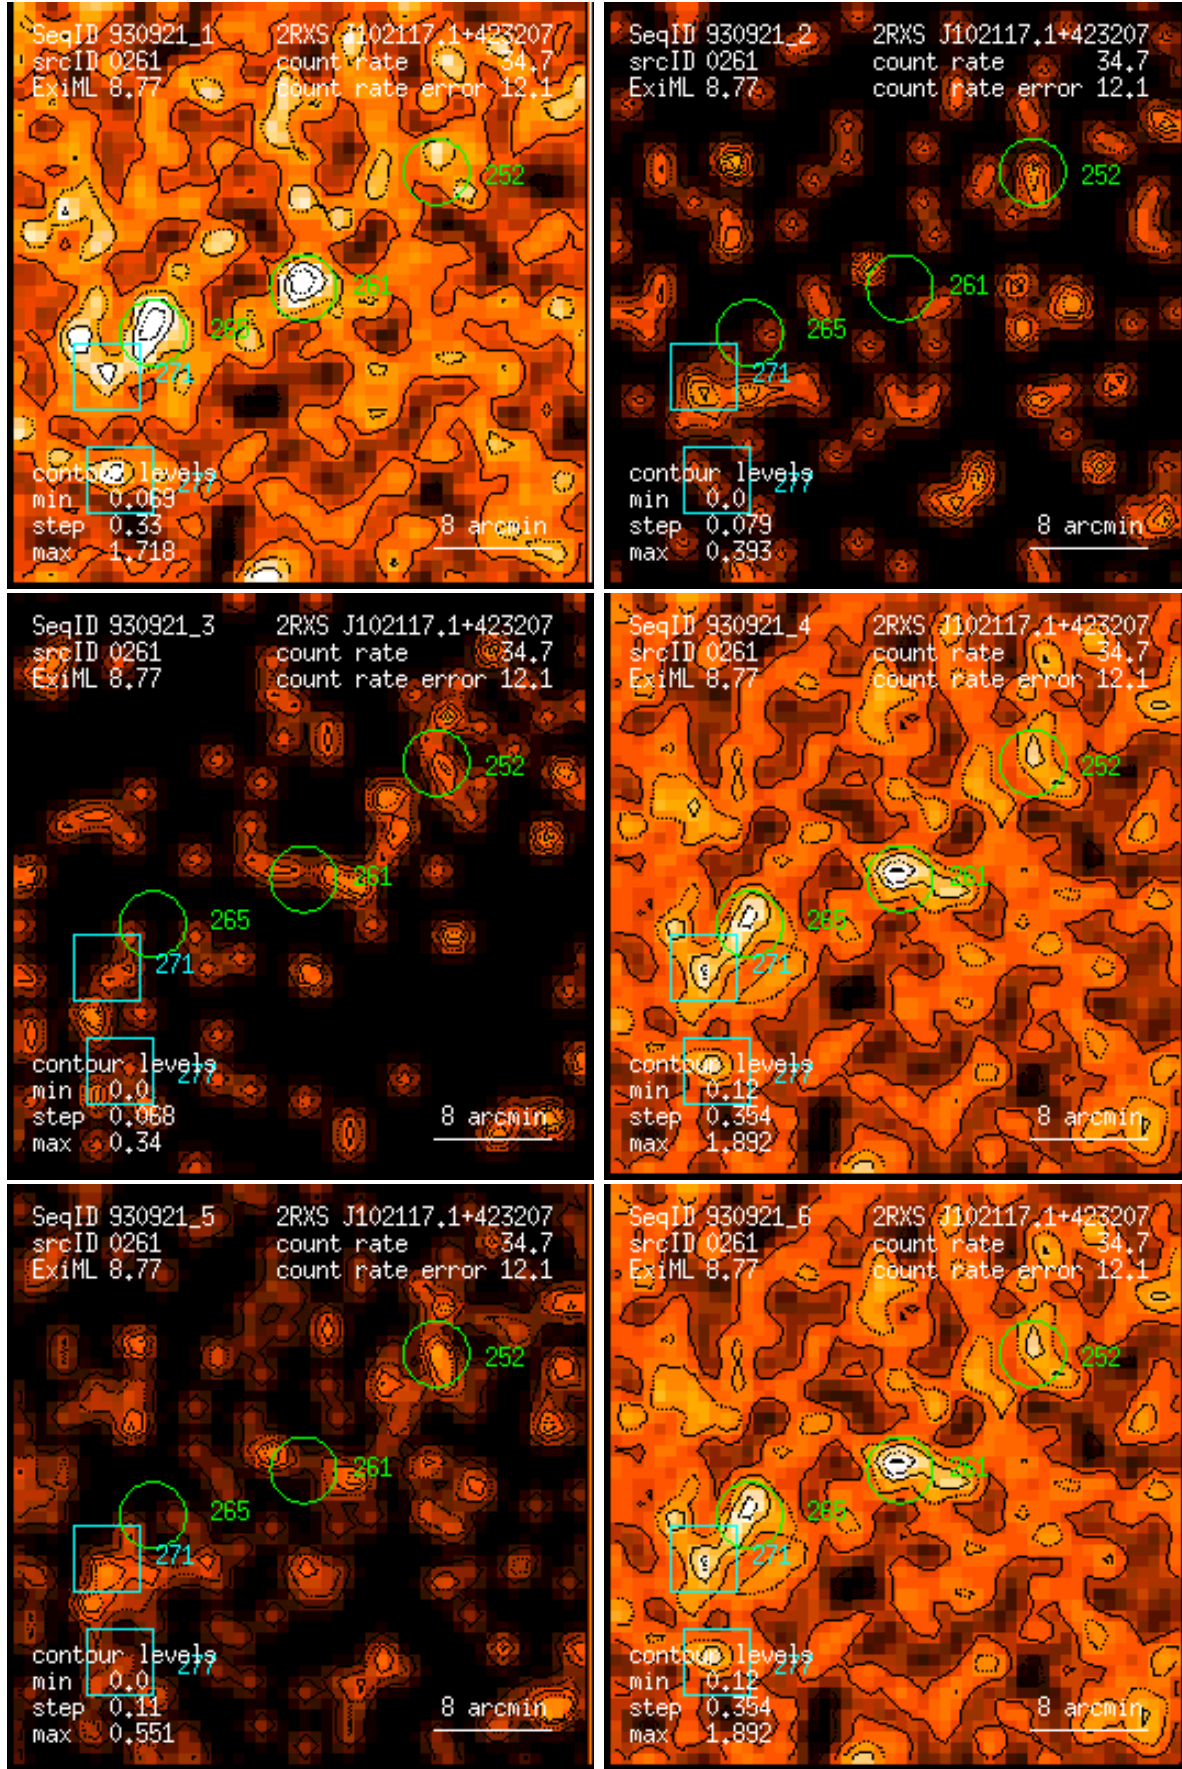 SeqID 930921_1 2RXS J102117.1+423207
srcID 0261 count rate 34.7
ExiML 8.77 count rate error 12.1
252
261
265
271
277
contour levels
min 0.069
step 0.33
max 1.718
8 arcmin
SeqID 930921_2 2RXS J102117.1+423207
srcID 0261 count rate 34.7
ExiML 8.77 count rate error 12.1
252
261
265
271
277
contour levels
min 0.0
step 0.079
max 0.393
8 arcmin
SeqID 930921_3 2RXS J102117.1+423207
srcID 0261 count rate 34.7
ExiML 8.77 count rate error 12.1
252
261
265
271
277
contour levels
min 0.0
step 0.068
max 0.34
8 arcmin
SeqID 930921_4 2RXS J102117.1+423207
srcID 0261 count rate 34.7
ExiML 8.77 count rate error 12.1
252
261
265
271
277
contour levels
min 0.12
step 0.354
max 1.892
8 arcmin
SeqID 930921_5 2RXS J102117.1+423207
srcID 0261 count rate 34.7
ExiML 8.77 count rate error 12.1
252
261
265
271
277
contour levels
min 0.0
step 0.11
max 0.551
8 arcmin
SeqID 930921_6 2RXS J102117.1+423207
srcID 0261 count rate 34.7
ExiML 8.77 count rate error 12.1
252
261
265
271
277
contour levels
min 0.12
step 0.354
max 1.892
8 arcmin